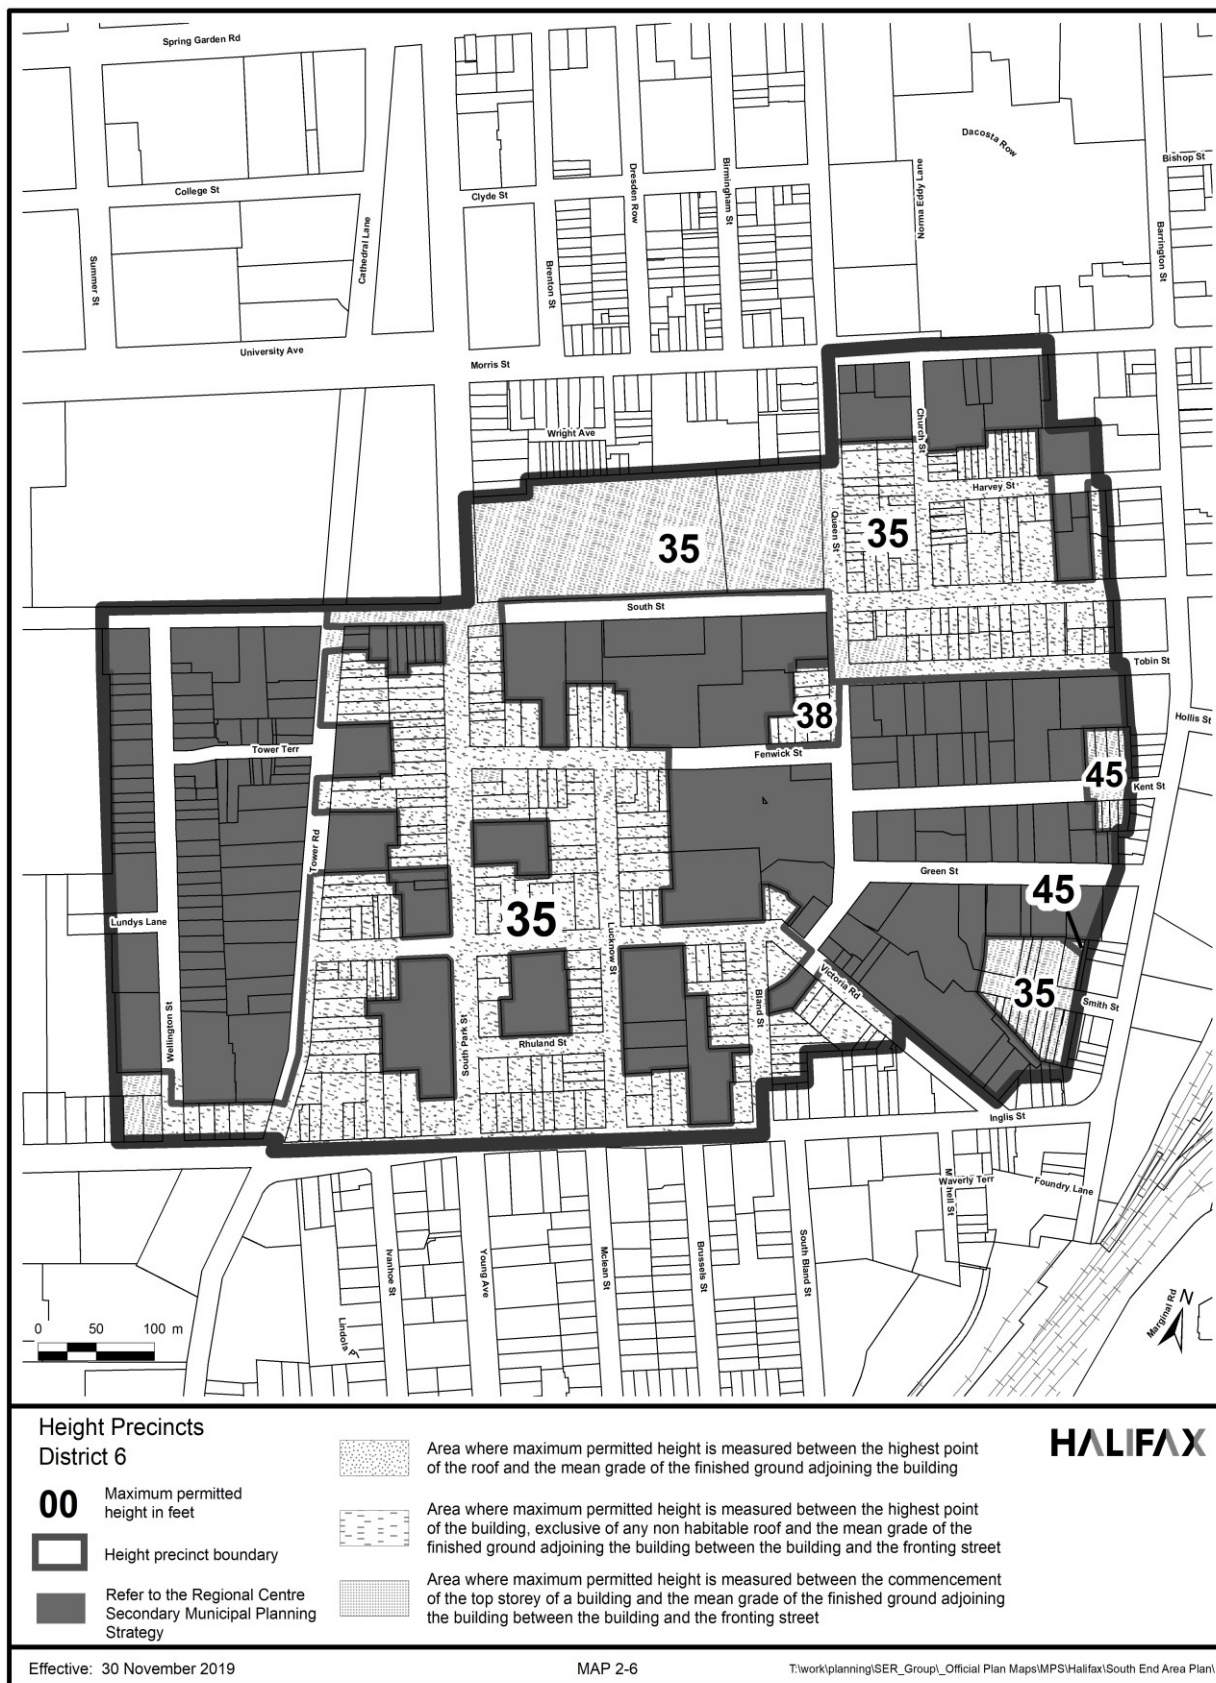 Spring Garden Rd
Dacosta Row
Bishop St
College St
Clyde St
Dresden Row
Birmingham St
Norma Eddy Lane
Barrington St
Summer St
Cathedral Lane
Brenton St
University Ave
Morris St
Church St
Wright Ave
Harvey St
Queen St
35
35
South St
Tobin St
38
Hollis St
Tower Terr
Fenwick St
45
Kent St
Tower Rd
Green St
45
Lundys Lane
35
Lucknow St
Victoria Rd
35
Smith St
Wellington St
South Park St
Rhuland St
Bland St
Inglis St
Waverly Terr
Foundry Lane
Ivanhoe St
Young Ave
Mclean St
Brussels St
South Bland St
Marginal Rd
N
0 50 100 m
Height Precincts
District 6
00 Maximum permitted
height in feet
Height precinct boundary
Refer to the Regional Centre
Secondary Municipal Planning
Strategy
Area where maximum permitted height is measured between the highest point
of the roof and the mean grade of the finished ground adjoining the building
Area where maximum permitted height is measured between the highest point
of the building, exclusive of any non habitable roof and the mean grade of the
finished ground adjoining the building between the building and the fronting street
Area where maximum permitted height is measured between the commencement
of the top storey of a building and the mean grade of the finished ground adjoining
the building between the building and the fronting street
HALIFAX
Effective: 30 November 2019
MAP 2-6
T:\work\planning\SER_Group\_Official Plan Maps\MPS\Halifax\South End Area Plan\